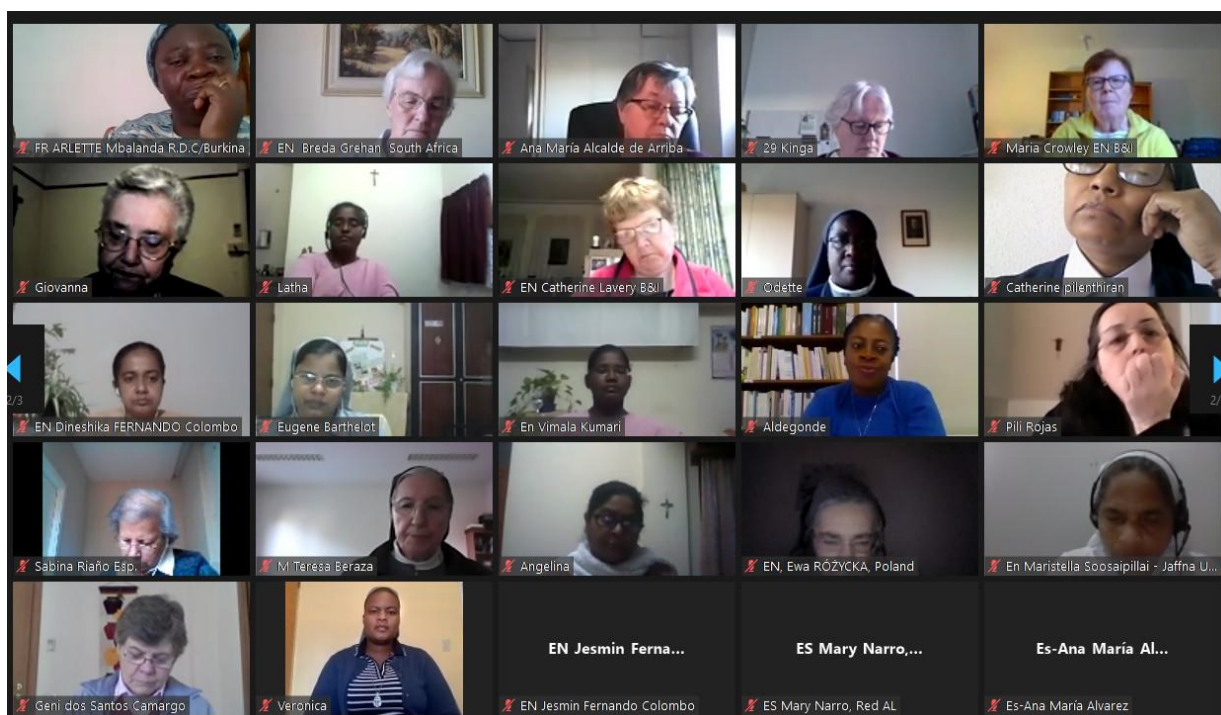 FR ARLETTE Mbalanda R.D.C/Burkina
EN Breda Grehan South Africa
Ana María Alcalde de Arriba
29 Kinga
Maria Crowley EN B&I
Giovanna
Latha
EN Catherine Lavery B&I
Odette
Catherine pilenthiran
2/3
EN Dineshika FERNANDO Colombo
Eugene Barthelot
En Vimala Kumari
Aldegonde
Pili Rojas
2/
Sabina Riaño Esp.
M Teresa Beraza
Angelina
EN, Ewa RÓŻYCKA, Poland
En Maristella Soosaipillai - Jaffna U...
Geni dos Santos Camargo
Veronica
EN Jesmin Ferna...
EN Jesmin Fernando Colombo
ES Mary Narro,...
ES Mary Narro, Red AL
Es-Ana María Al...
Es-Ana María Alvarez